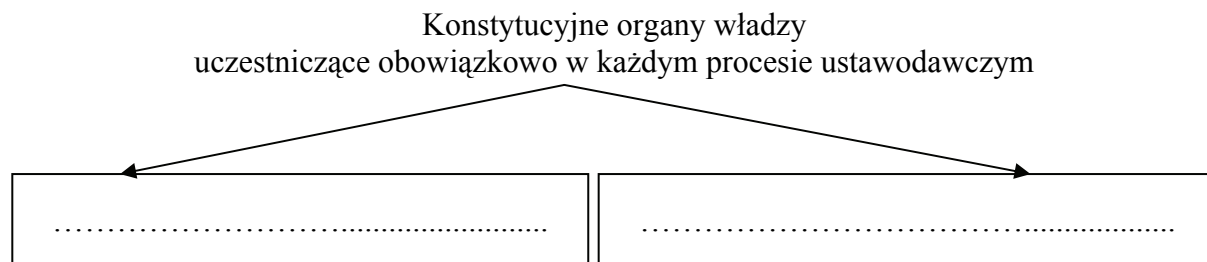 Konstytucyjne organy władzy
uczestniczące obowiązkowo w każdym procesie ustawodawczym
……………………………................................ ……………………………………......................